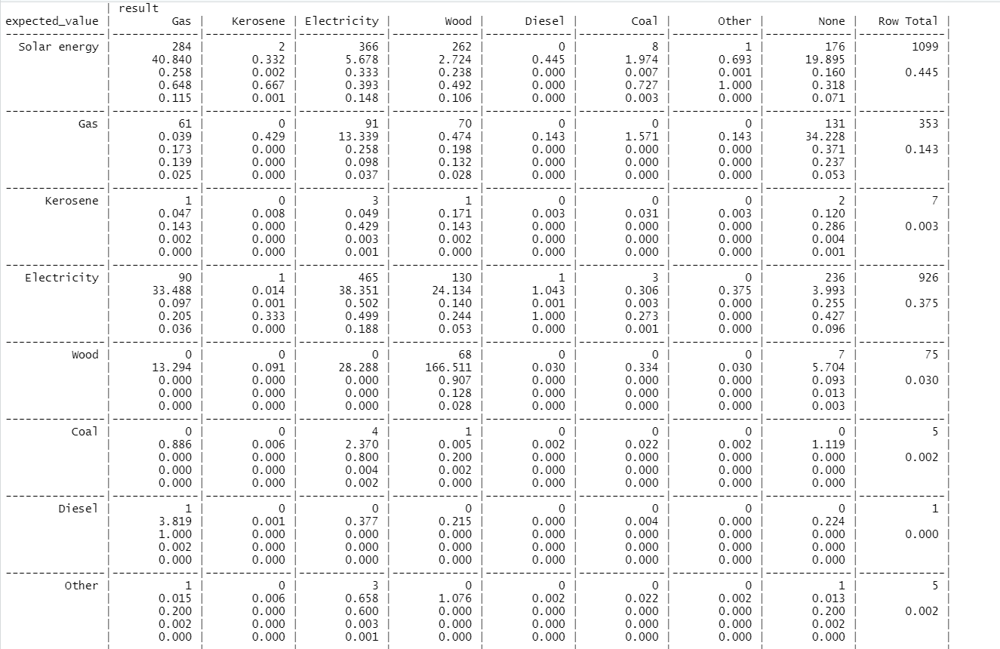 | result
expected_value |         Gas |    Kerosene | Electricity |        Wood |      Diesel |        Coal |       Other |        None |   Row Total |
---------------|-------------|-------------|-------------|-------------|-------------|-------------|-------------|-------------|-------------|
  Solar energy |         284 |           2 |         366 |         262 |           0 |           8 |           1 |         176 |        1099 |
               |      40.840 |       0.332 |       5.678 |       2.724 |       0.445 |       1.974 |       0.693 |      19.895 |             |
               |       0.258 |       0.002 |       0.333 |       0.238 |       0.000 |       0.007 |       0.001 |       0.160 |       0.445 |
               |       0.648 |       0.667 |       0.393 |       0.492 |       0.000 |       0.727 |       1.000 |       0.318 |             |
               |       0.115 |       0.001 |       0.148 |       0.106 |       0.000 |       0.003 |       0.000 |       0.071 |             |
---------------|-------------|-------------|-------------|-------------|-------------|-------------|-------------|-------------|-------------|
           Gas |          61 |           0 |          91 |          70 |           0 |           0 |           0 |         131 |         353 |
               |       0.039 |       0.429 |      13.339 |       0.474 |       0.143 |       1.571 |       0.143 |      34.228 |             |
               |       0.173 |       0.000 |       0.258 |       0.198 |       0.000 |       0.000 |       0.000 |       0.371 |       0.143 |
               |       0.139 |       0.000 |       0.098 |       0.132 |       0.000 |       0.000 |       0.000 |       0.237 |             |
               |       0.025 |       0.000 |       0.037 |       0.028 |       0.000 |       0.000 |       0.000 |       0.053 |             |
---------------|-------------|-------------|-------------|-------------|-------------|-------------|-------------|-------------|-------------|
      Kerosene |           1 |           0 |           3 |           1 |           0 |           0 |           0 |           2 |           7 |
               |       0.047 |       0.008 |       0.049 |       0.171 |       0.003 |       0.031 |       0.003 |       0.120 |             |
               |       0.143 |       0.000 |       0.429 |       0.143 |       0.000 |       0.000 |       0.000 |       0.286 |       0.003 |
               |       0.002 |       0.000 |       0.003 |       0.002 |       0.000 |       0.000 |       0.000 |       0.004 |             |
               |       0.000 |       0.000 |       0.001 |       0.000 |       0.000 |       0.000 |       0.000 |       0.001 |             |
---------------|-------------|-------------|-------------|-------------|-------------|-------------|-------------|-------------|-------------|
   Electricity |          90 |           1 |         465 |         130 |           1 |           3 |           0 |         236 |         926 |
               |      33.488 |       0.014 |      38.351 |      24.134 |       1.043 |       0.306 |       0.375 |       3.993 |             |
               |       0.097 |       0.001 |       0.502 |       0.140 |       0.001 |       0.003 |       0.000 |       0.255 |       0.375 |
               |       0.205 |       0.333 |       0.499 |       0.244 |       1.000 |       0.273 |       0.000 |       0.427 |             |
               |       0.036 |       0.000 |       0.188 |       0.053 |       0.000 |       0.001 |       0.000 |       0.096 |             |
---------------|-------------|-------------|-------------|-------------|-------------|-------------|-------------|-------------|-------------|
          Wood |           0 |           0 |           0 |          68 |           0 |           0 |           0 |           7 |          75 |
               |      13.294 |       0.091 |      28.288 |     166.511 |       0.030 |       0.334 |       0.030 |       5.704 |             |
               |       0.000 |       0.000 |       0.000 |       0.907 |       0.000 |       0.000 |       0.000 |       0.093 |       0.030 |
               |       0.000 |       0.000 |       0.000 |       0.128 |       0.000 |       0.000 |       0.000 |       0.013 |             |
               |       0.000 |       0.000 |       0.000 |       0.028 |       0.000 |       0.000 |       0.000 |       0.003 |             |
---------------|-------------|-------------|-------------|-------------|-------------|-------------|-------------|-------------|-------------|
          Coal |           0 |           0 |           4 |           1 |           0 |           0 |           0 |           0 |           5 |
               |       0.886 |       0.006 |       2.370 |       0.005 |       0.002 |       0.022 |       0.002 |       1.119 |             |
               |       0.000 |       0.000 |       0.800 |       0.200 |       0.000 |       0.000 |       0.000 |       0.000 |       0.002 |
               |       0.000 |       0.000 |       0.004 |       0.002 |       0.000 |       0.000 |       0.000 |       0.000 |             |
               |       0.000 |       0.000 |       0.002 |       0.000 |       0.000 |       0.000 |       0.000 |       0.000 |             |
---------------|-------------|-------------|-------------|-------------|-------------|-------------|-------------|-------------|-------------|
        Diesel |           1 |           0 |           0 |           0 |           0 |           0 |           0 |           0 |           1 |
               |       3.819 |       0.001 |       0.377 |       0.215 |       0.000 |       0.004 |       0.000 |       0.224 |             |
               |       1.000 |       0.000 |       0.000 |       0.000 |       0.000 |       0.000 |       0.000 |       0.000 |       0.000 |
               |       0.002 |       0.000 |       0.000 |       0.000 |       0.000 |       0.000 |       0.000 |       0.000 |             |
               |       0.000 |       0.000 |       0.000 |       0.000 |       0.000 |       0.000 |       0.000 |       0.000 |             |
---------------|-------------|-------------|-------------|-------------|-------------|-------------|-------------|-------------|-------------|
         Other |           1 |           0 |           3 |           0 |           0 |           0 |           0 |           1 |           5 |
               |       0.015 |       0.006 |       0.658 |       1.076 |       0.002 |       0.022 |       0.002 |       0.013 |             |
               |       0.200 |       0.000 |       0.600 |       0.000 |       0.000 |       0.000 |       0.000 |       0.200 |       0.002 |
               |       0.002 |       0.000 |       0.003 |       0.000 |       0.000 |       0.000 |       0.000 |       0.002 |             |
               |       0.000 |       0.000 |       0.001 |       0.000 |       0.000 |       0.000 |       0.000 |       0.000 |             |